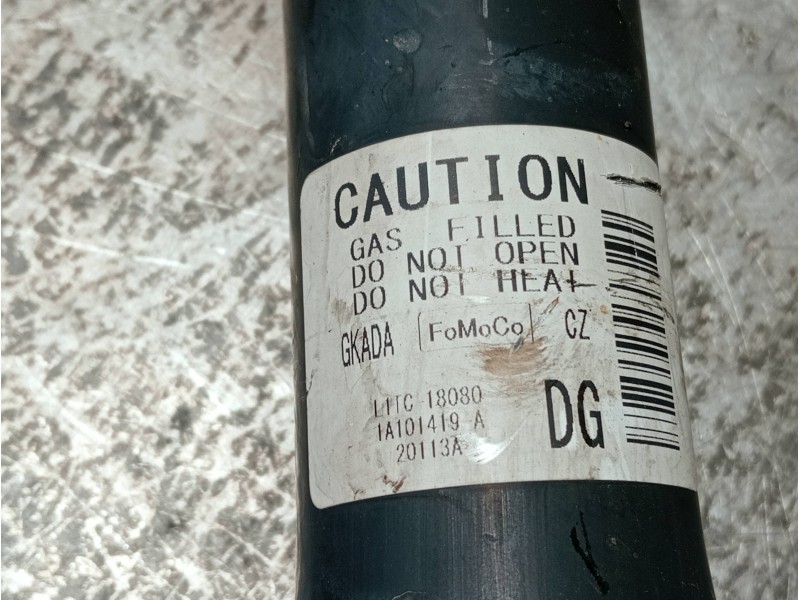 CAUTION
GAS FILLED
DO NOT OPEN
DO NOT HEAT
GKADA FoMoCo CZ
L1TC-18080
1A101419 A
20113A
DG